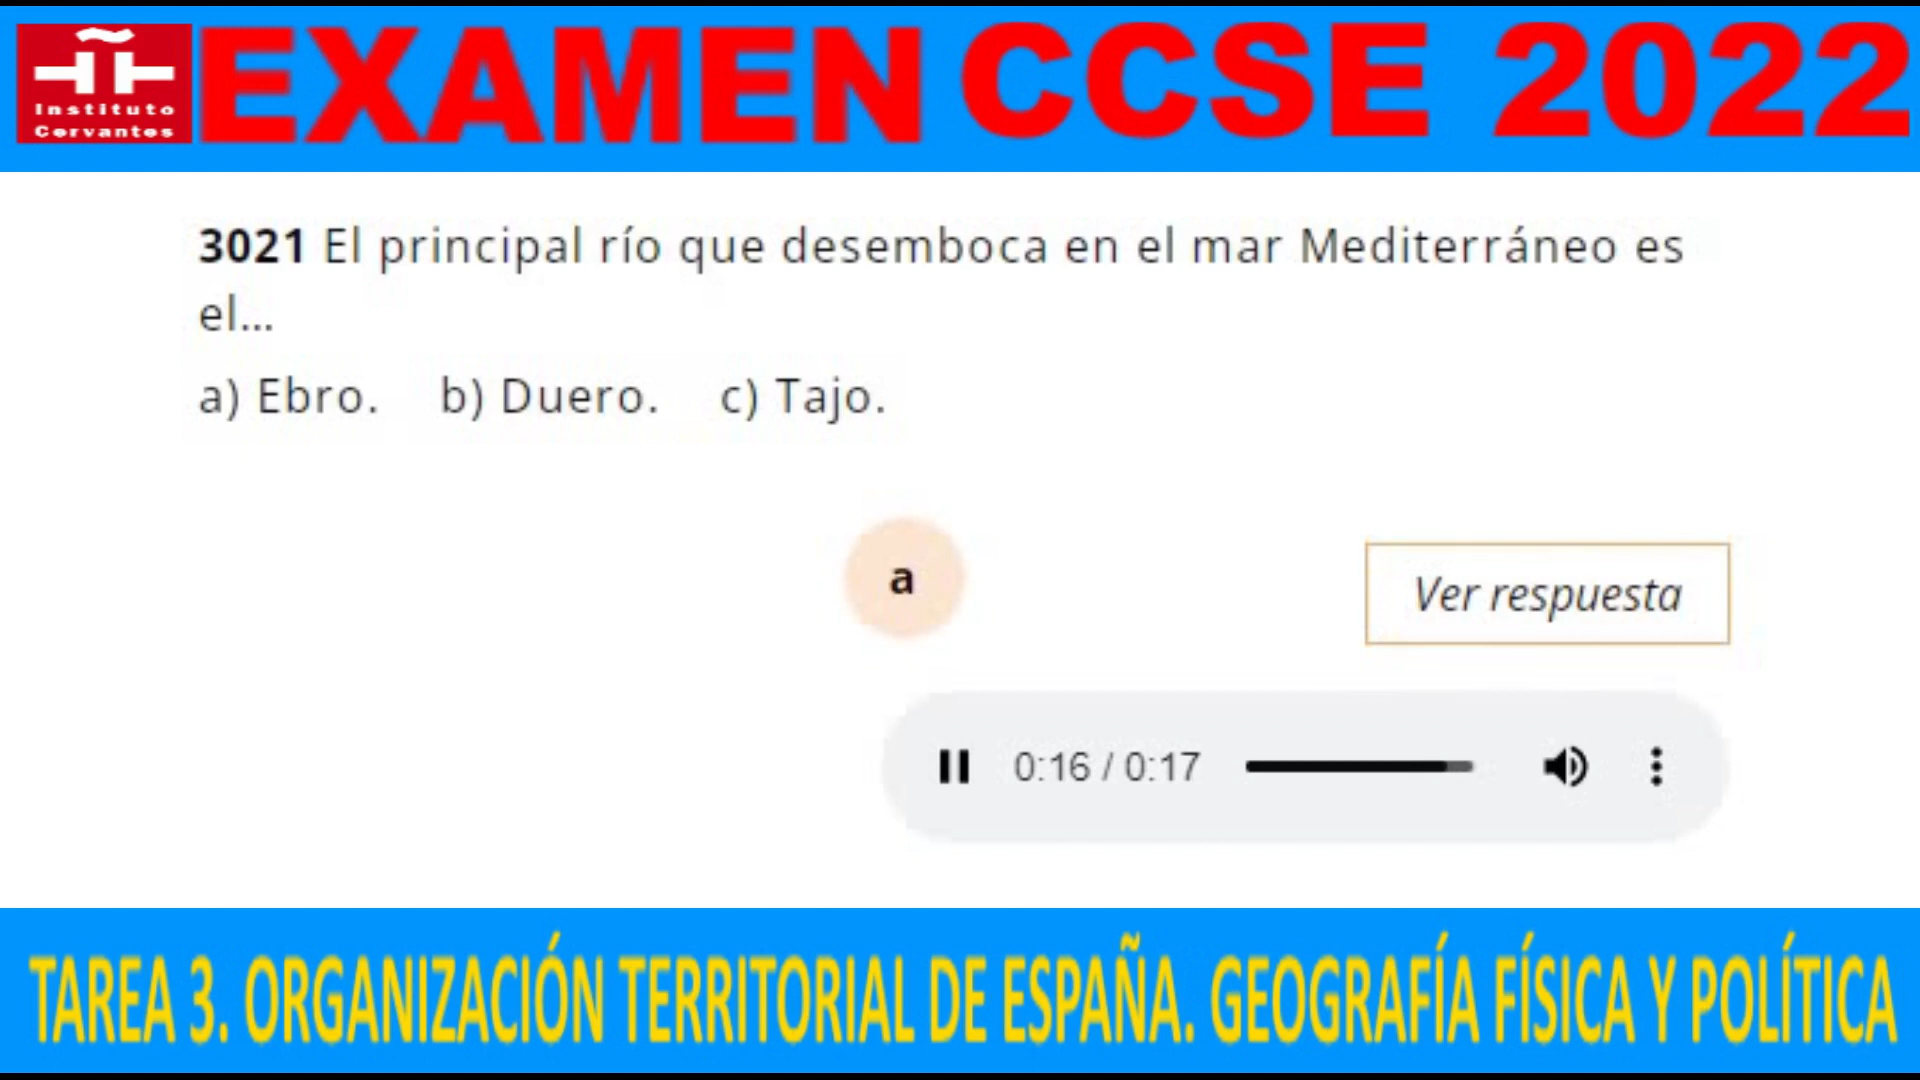 Instituto
Cervantes
EXAMEN CCSE 2022
3021 El principal río que desemboca en el mar Mediterráneo es
el...
a) Ebro. b) Duero. c) Tajo.
a
Ver respuesta
0:16 / 0:17
TAREA 3. ORGANIZACIÓN TERRITORIAL DE ESPAÑA. GEOGRAFÍA FÍSICA Y POLÍTICA